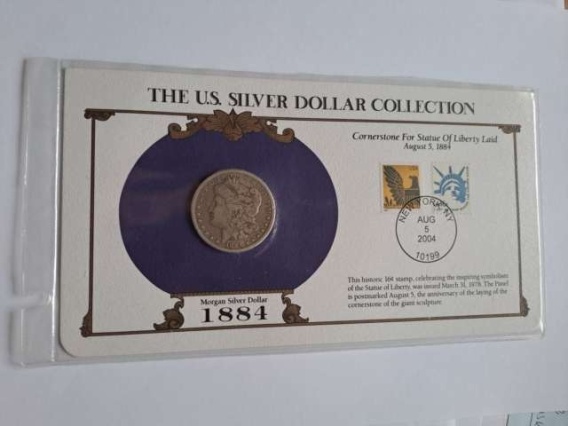 THE U.S. SILVER DOLLAR COLLECTION
Cornerstone For Statue Of Liberty Laid
August 5, 1884
NEW YORK, NY
AUG
5
2004
10199
This historic 16¢ stamp, celebrating the inspiring symbolism
of the Statue of Liberty, was issued March 31, 1978. The Panel
is postmarked August 5, the anniversary of the laying of the
cornerstone of the giant sculpture.
Morgan Silver Dollar
1884